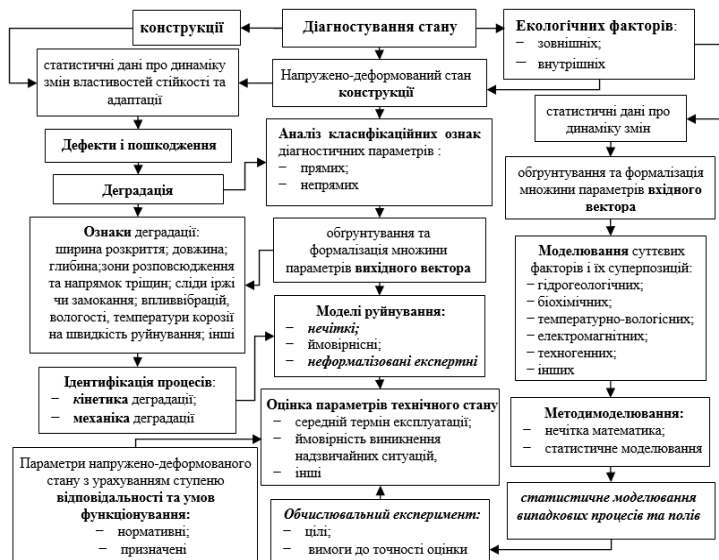 конструкції
Діагностування стану
Екологічних факторів:
– зовнішніх;
– внутрішніх
статистичні дані про динаміку
змін властивостей стійкості та
адаптації
Напружено-деформований стан
конструкції
статистичні дані про
динаміку змін
Дефекти і пошкодження
Аналіз класифікаційних ознак
діагностичних параметрів :
– прямих;
– непрямих
Деградація
обґрунтування та формалізація
множини параметрів вхідного
вектора
Ознаки деградації:
ширина розкриття; довжина;
глибина;зони розповсюдження
та напрямок тріщин; сліди іржі
чи замокання; впливвібрацій,
вологості, температури корозії
на швидкість руйнування; інші
обґрунтування та
формалізація множини
параметрів вихідного вектора
Моделювання суттєвих
факторів і їх суперпозицій:
– гідрогеологічних,
– біохімічних,
– температурно-вологісних,
– електромагнітних,
– техногенних,
– інших
Моделі руйнування:
– нечіткі;
– ймовірнісні;
– неформалізовані експертні
Ідентифікація процесів:
– кінетика деградації;
– механіка деградації
Оцінка параметрів технічного стану
– середній термін експлуатації;
– ймовірність виникнення
надзвичайних ситуацій,
– інші
Методимоделювання:
– нечітка математика;
– статистичне моделювання
Параметри напружено-деформованого
стану з урахуванням ступеню
відповідальності та умов
функціонування:
– нормативні;
– призначені
Обчислювальний експеримент:
– цілі;
– вимоги до точності оцінки
статистичне моделювання
випадкових процесів та полів